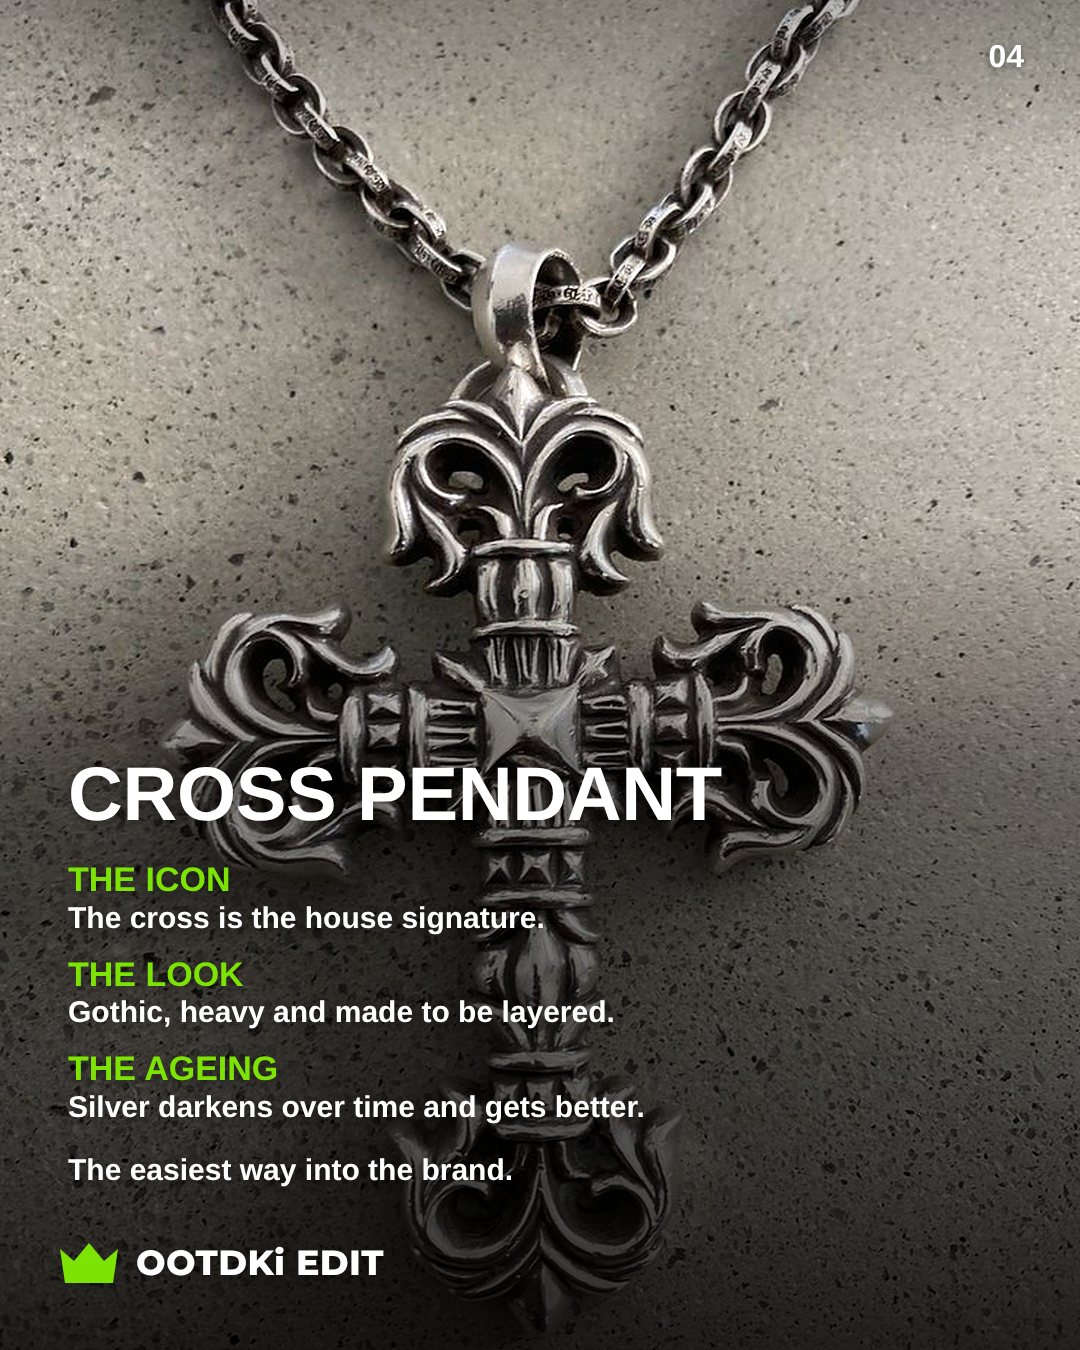 04
CROSS PENDANT
THE ICON
The cross is the house signature.
THE LOOK
Gothic, heavy and made to be layered.
THE AGEING
Silver darkens over time and gets better.
The easiest way into the brand.
OOTDKi EDIT